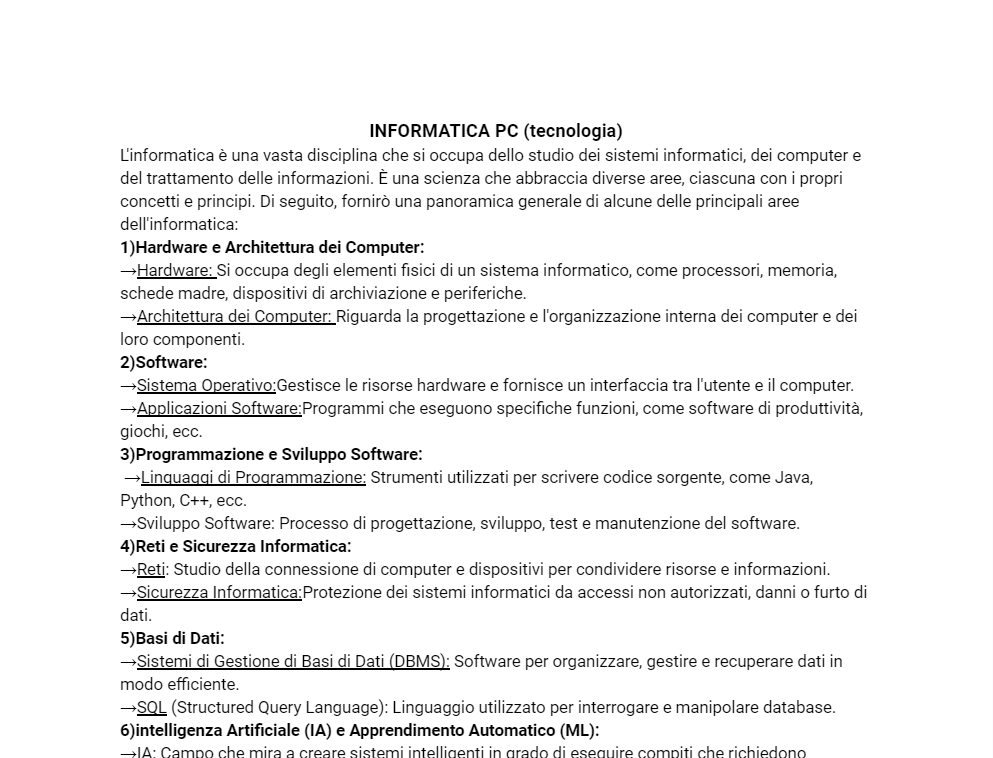 INFORMATICA PC (tecnologia)
L'informatica è una vasta disciplina che si occupa dello studio dei sistemi informatici, dei computer e
del trattamento delle informazioni. È una scienza che abbraccia diverse aree, ciascuna con i propri
concetti e principi. Di seguito, fornirò una panoramica generale di alcune delle principali aree
dell'informatica:
1)Hardware e Architettura dei Computer:
→Hardware: Si occupa degli elementi fisici di un sistema informatico, come processori, memoria,
schede madre, dispositivi di archiviazione e periferiche.
→Architettura dei Computer: Riguarda la progettazione e l'organizzazione interna dei computer e dei
loro componenti.
2)Software:
→Sistema Operativo:Gestisce le risorse hardware e fornisce un interfaccia tra l'utente e il computer.
→Applicazioni Software:Programmi che eseguono specifiche funzioni, come software di produttività,
giochi, ecc.
3)Programmazione e Sviluppo Software:
→Linguaggi di Programmazione: Strumenti utilizzati per scrivere codice sorgente, come Java,
Python, C++, ecc.
→Sviluppo Software: Processo di progettazione, sviluppo, test e manutenzione del software.
4)Reti e Sicurezza Informatica:
→Reti: Studio della connessione di computer e dispositivi per condividere risorse e informazioni.
→Sicurezza Informatica:Protezione dei sistemi informatici da accessi non autorizzati, danni o furto di
dati.
5)Basi di Dati:
→Sistemi di Gestione di Basi di Dati (DBMS): Software per organizzare, gestire e recuperare dati in
modo efficiente.
→SQL (Structured Query Language): Linguaggio utilizzato per interrogare e manipolare database.
6)intelligenza Artificiale (IA) e Apprendimento Automatico (ML):
→IA: Campo che mira a creare sistemi intelligenti in grado di eseguire compiti che richiedono